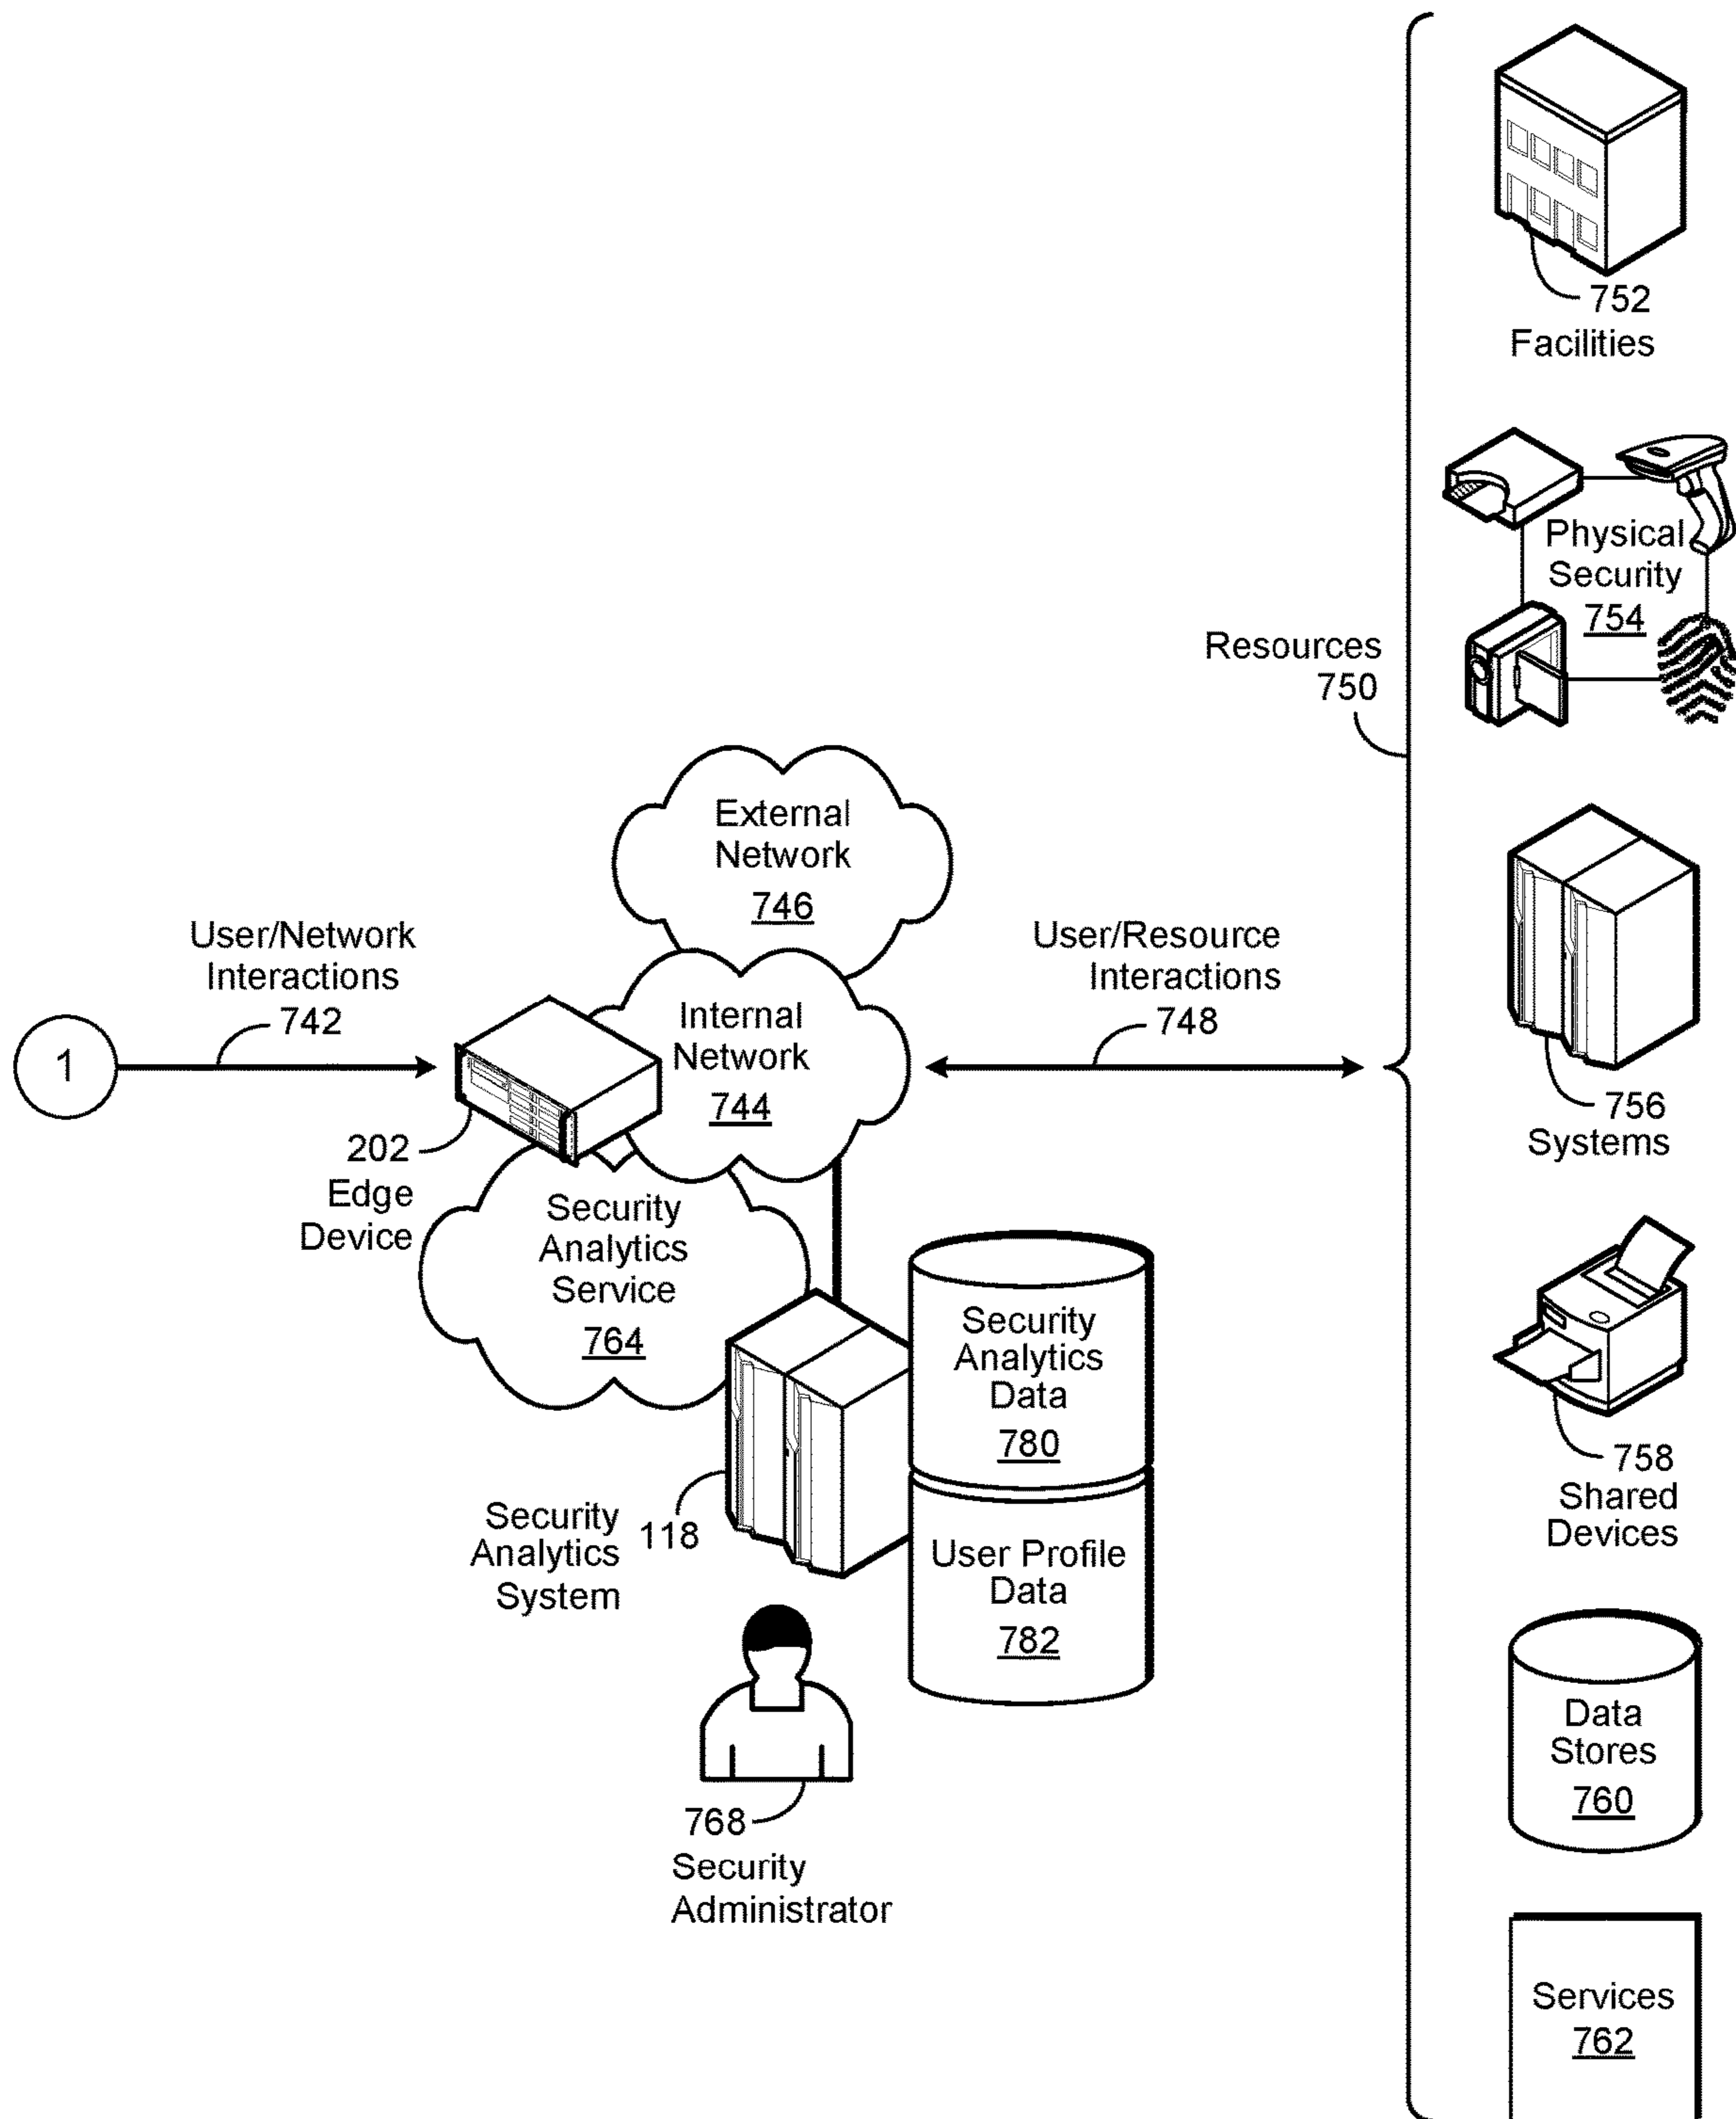 752
Facilities
Physical
Security
754
Resources
750
External
Network
746
User/Network
Interactions
742
User/Resource
Interactions
748
1
Internal
Network
744
756
Systems
202
Edge
Device
Security
Analytics
Service
764
Security
Analytics
Data
780
758
Shared
Devices
Security
Analytics
System
118
User Profile
Data
782
Data
Stores
760
768
Security
Administrator
Services
762